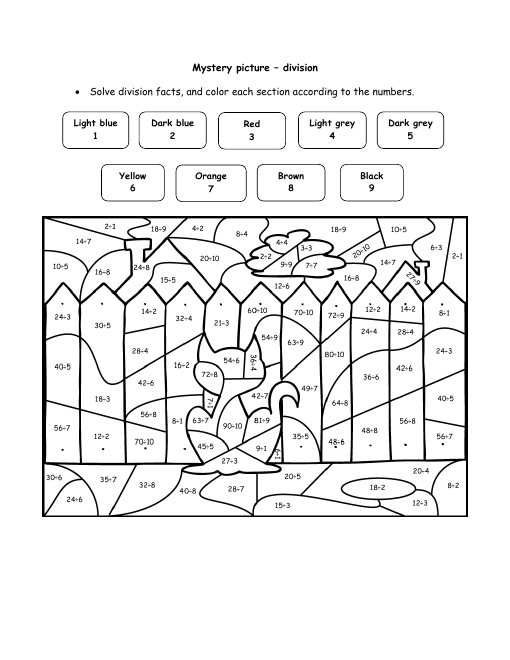 Mystery picture – division
• Solve division facts, and color each section according to the numbers.
Light blue
1
Dark blue
2
Red
3
Light grey
4
Dark grey
5
Yellow
6
Orange
7
Brown
8
Black
9
2÷1 18÷9 4÷2 8÷4 18÷9 10÷5
14÷7 4÷4 3÷3 20÷10 6÷3 2÷1
10÷5 16÷8 24÷8 20÷10 2÷2 9÷9 7÷7 14÷7
15÷5 12÷6 16÷8 27÷9
24÷3 30÷5 14÷2 32÷4 21÷3 60÷10 70÷10 72÷9 12÷2 14÷2 8÷1
28÷4 54÷9 63÷9 24÷4 28÷4
40÷5 16÷2 54÷6 36÷4 80÷10 24÷3
42÷6 72÷8 36÷6 42÷6
18÷3 7÷1 42÷7 49÷7 64÷8 40÷5
56÷8 8÷1 63÷7 90÷10 81÷9 56÷8
56÷7 12÷2 70÷10 45÷5 9÷1 35÷5 48÷6 48÷8 56÷7
27÷3
30÷6 35÷7 32÷8 40÷8 28÷7 20÷5 18÷2 20÷4 8÷2
24÷6 15÷3 12÷3